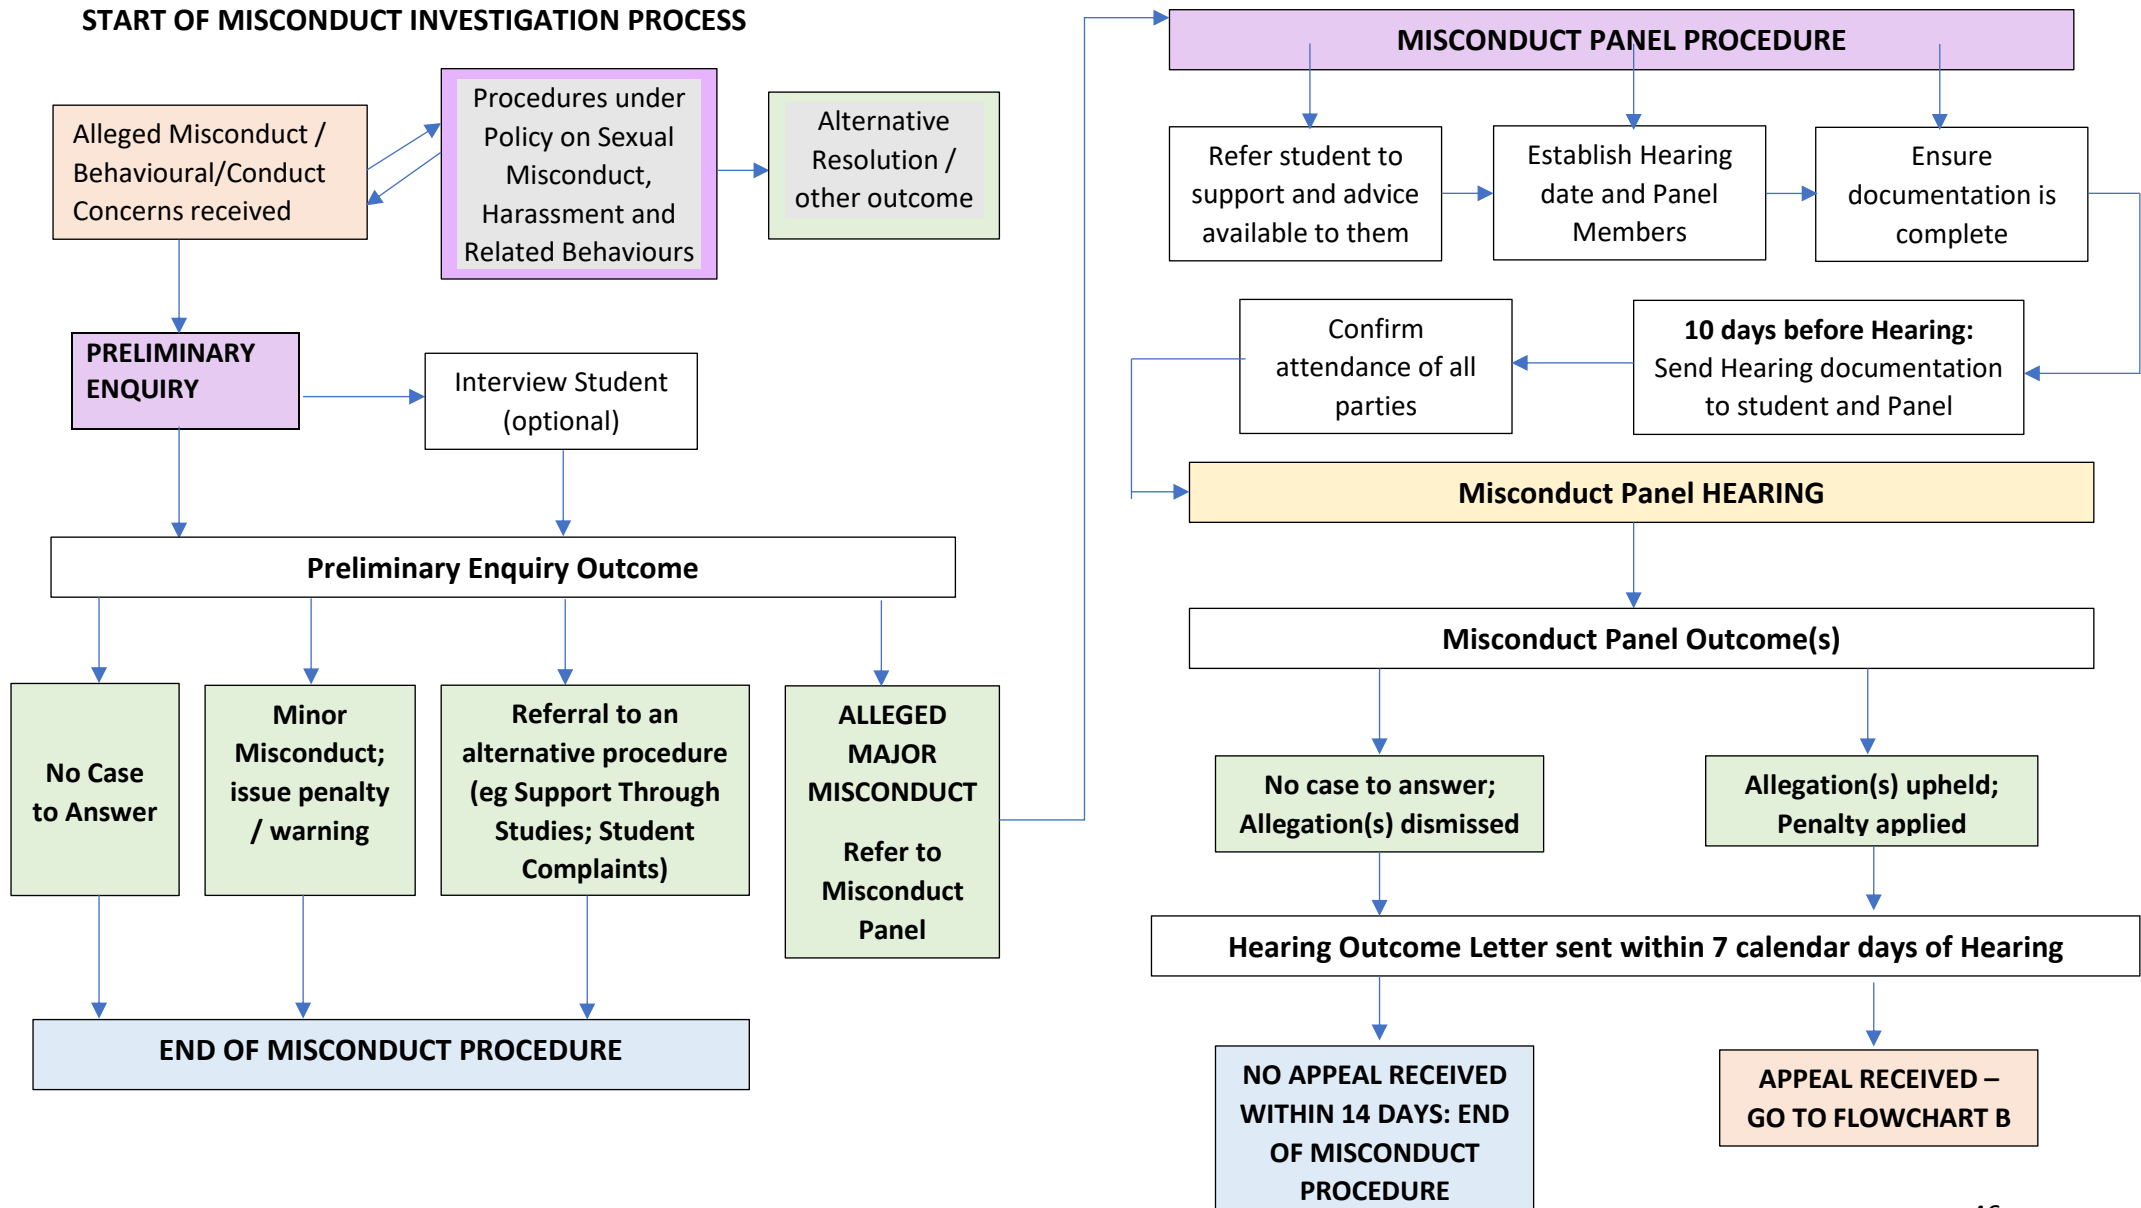 START OF MISCONDUCT INVESTIGATION PROCESS
Alleged Misconduct /
Behavioural/Conduct
Concerns received
Procedures under
Policy on Sexual
Misconduct,
Harassment and
Related Behaviours
Alternative
Resolution /
other outcome
PRELIMINARY
ENQUIRY
Interview Student
(optional)
Preliminary Enquiry Outcome
No Case
to Answer
Minor
Misconduct;
issue penalty
/ warning
Referral to an
alternative procedure
(eg Support Through
Studies; Student
Complaints)
ALLEGED
MAJOR
MISCONDUCT
Refer to
Misconduct
Panel
END OF MISCONDUCT PROCEDURE
MISCONDUCT PANEL PROCEDURE
Refer student to
support and advice
available to them
Establish Hearing
date and Panel
Members
Ensure
documentation is
complete
10 days before Hearing:
Send Hearing documentation
to student and Panel
Confirm
attendance of all
parties
Misconduct Panel HEARING
Misconduct Panel Outcome(s)
No case to answer;
Allegation(s) dismissed
Allegation(s) upheld;
Penalty applied
Hearing Outcome Letter sent within 7 calendar days of Hearing
NO APPEAL RECEIVED
WITHIN 14 DAYS: END
OF MISCONDUCT
PROCEDURE
APPEAL RECEIVED –
GO TO FLOWCHART B